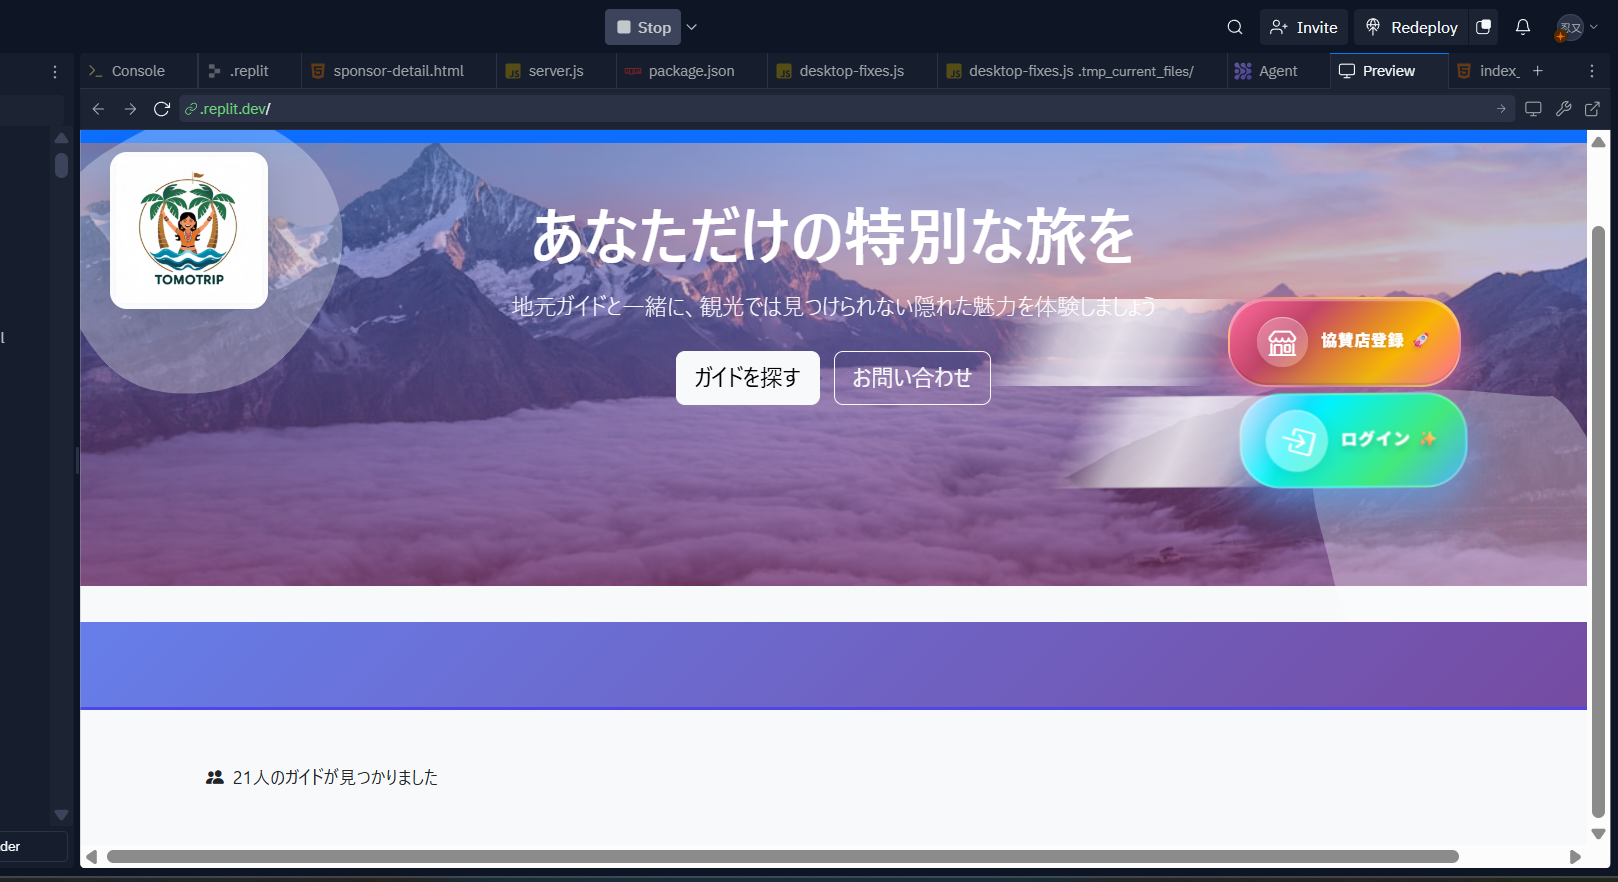 Stop
Invite
Redeploy
Console
.replit
sponsor-detail.html
server.js
package.json
desktop-fixes.js
desktop-fixes.js .tmp_current_files/
Agent
Preview
index_
.replit.dev/
TOMOTRIP
あなただけの特別な旅を
地元ガイドと一緒に、観光では見つけられない隠れた魅力を体験しましょう
協賛店登録 🚀
ガイドを探す
お問い合わせ
ログイン ✨
21人のガイドが見つかりました
der